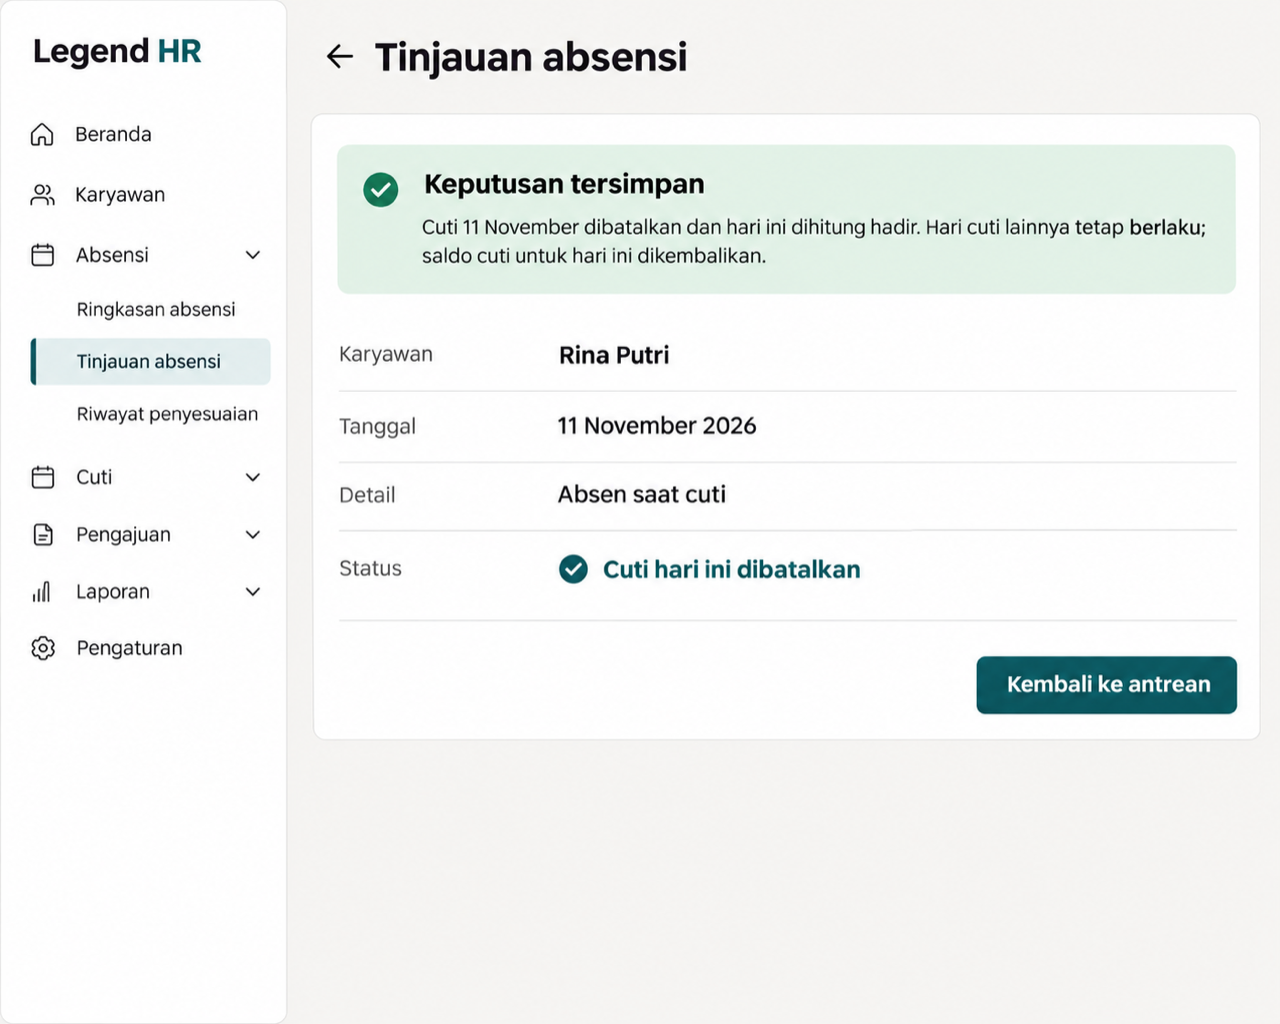 Legend HR
Beranda
Karyawan
Absensi
Ringkasan absensi
Tinjauan absensi
Riwayat penyesuaian
Cuti
Pengajuan
Laporan
Pengaturan
Tinjauan absensi
Keputusan tersimpan
Cuti 11 November dibatalkan dan hari ini dihitung hadir. Hari cuti lainnya tetap berlaku;
saldo cuti untuk hari ini dikembalikan.
Karyawan
Rina Putri
Tanggal
11 November 2026
Detail
Absen saat cuti
Status
Cuti hari ini dibatalkan
Kembali ke antrean